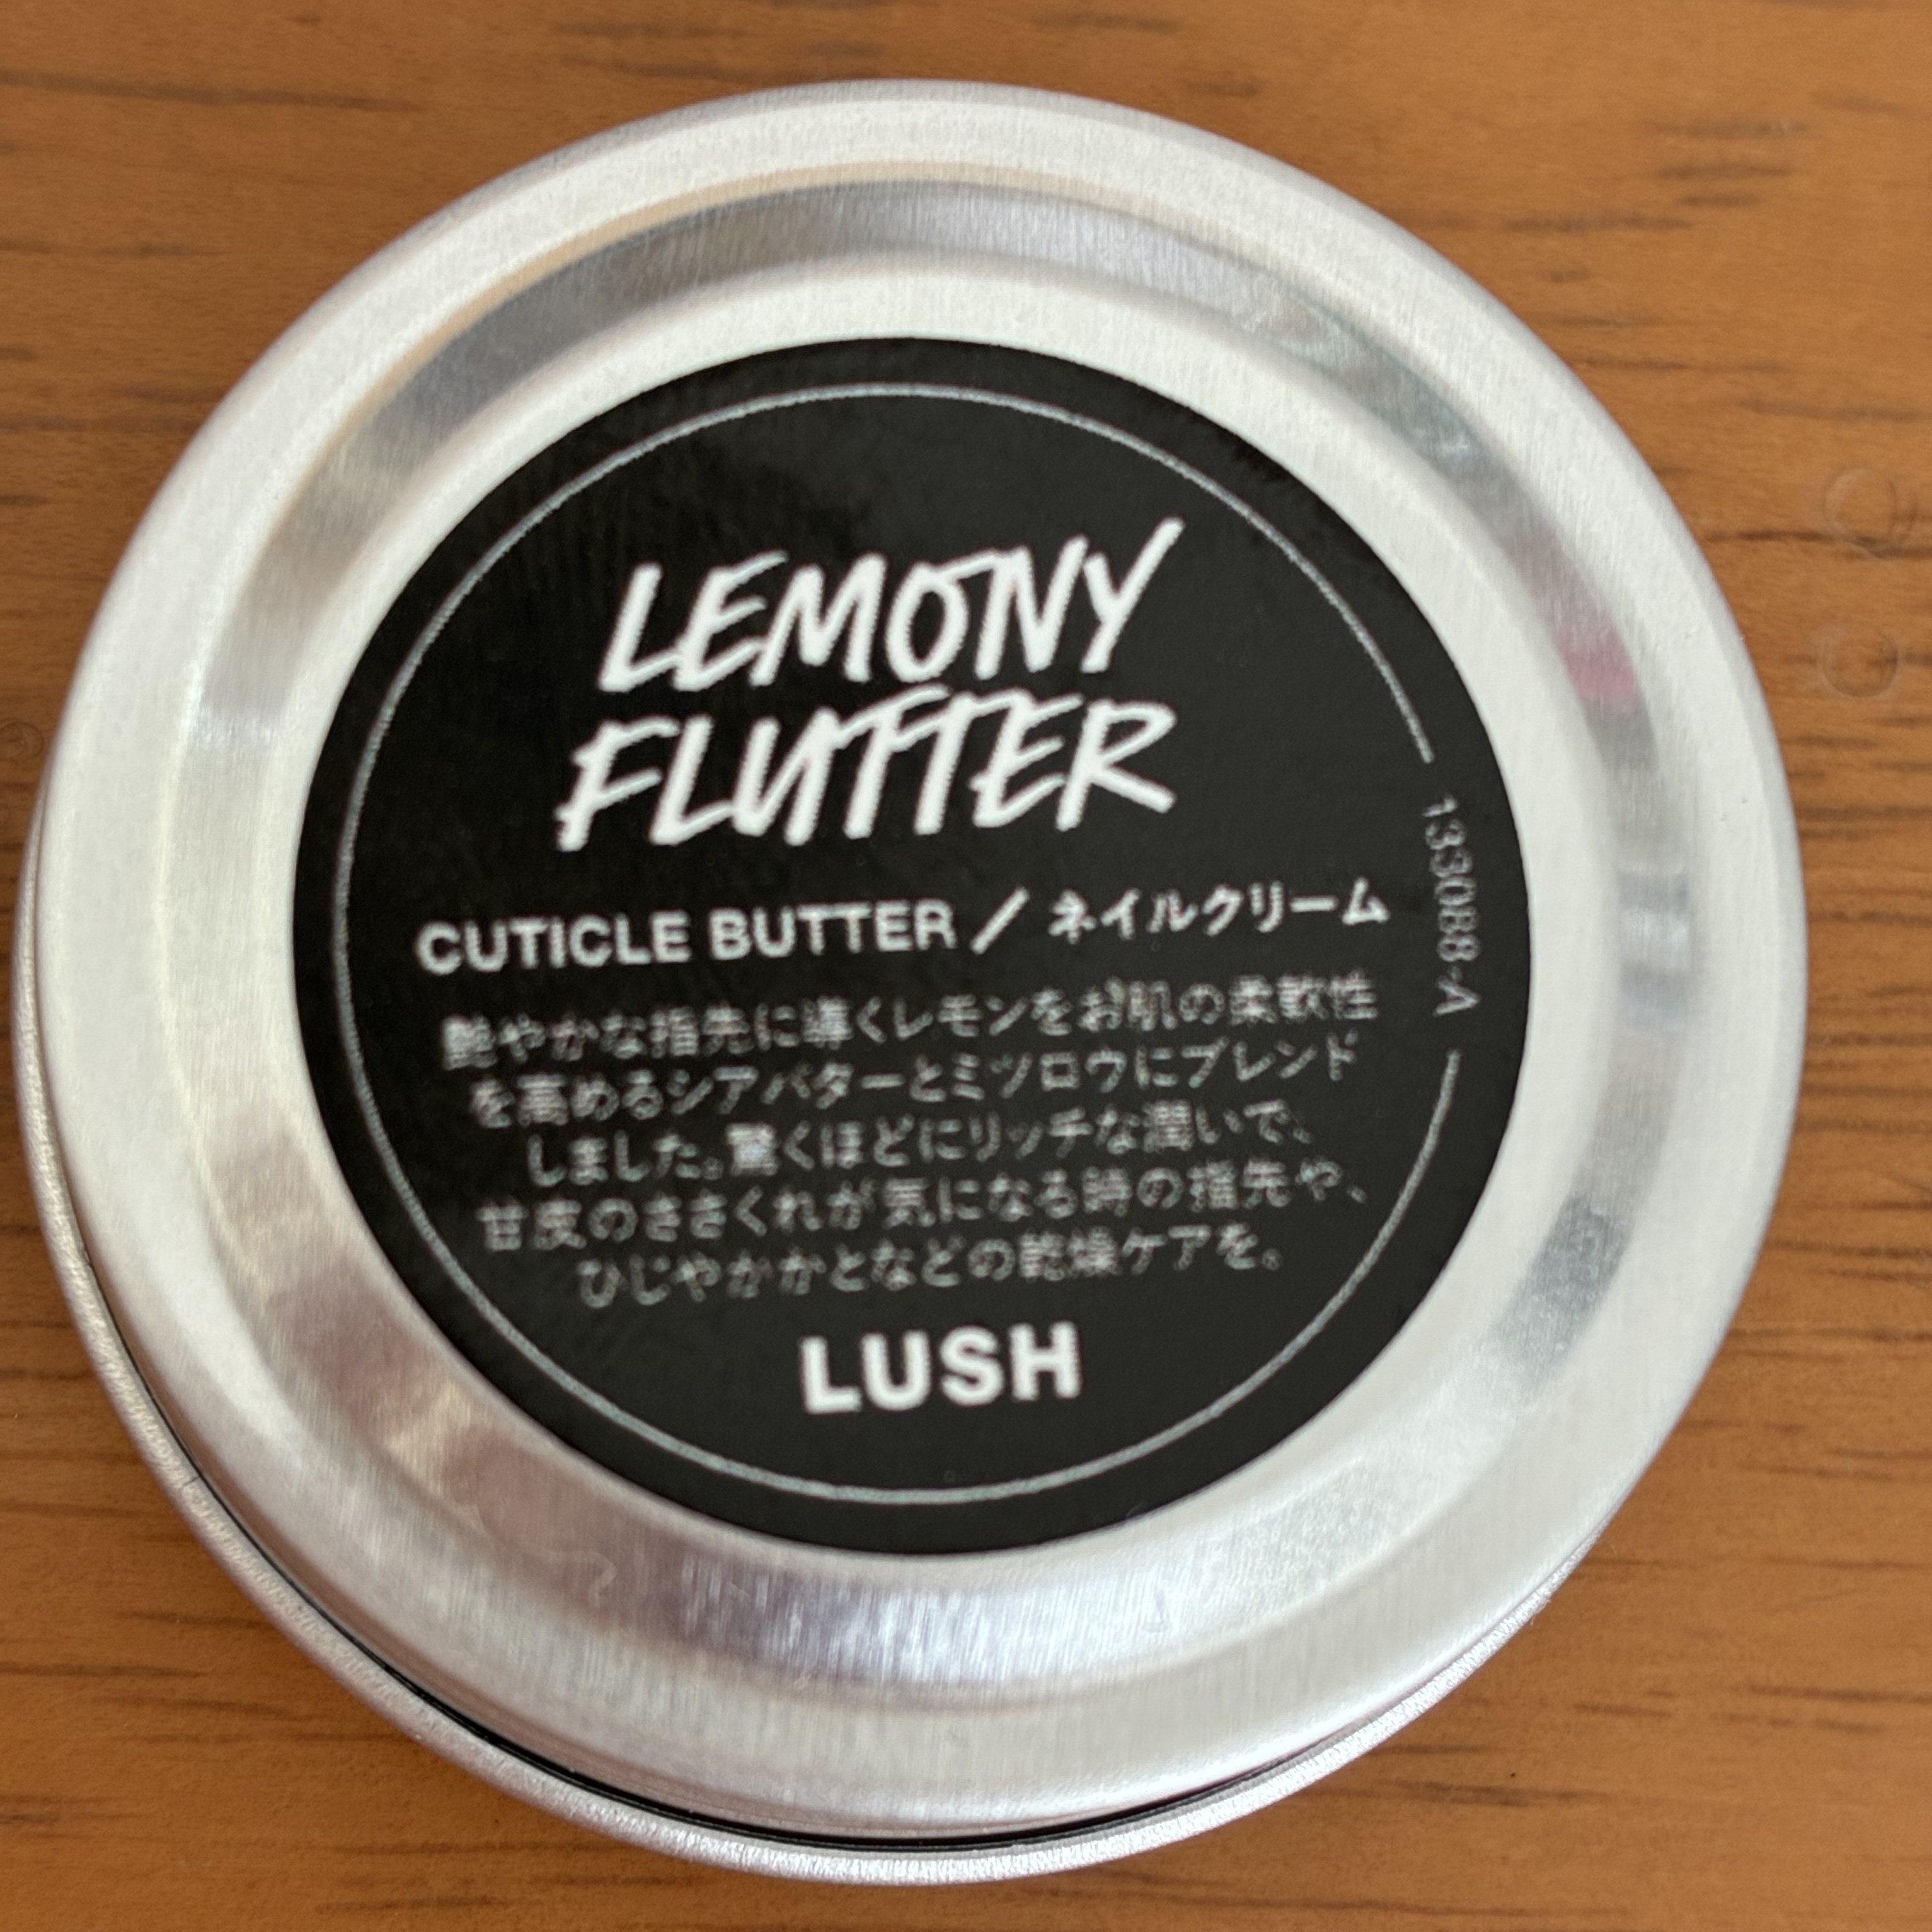 LEMONY
FLUTTER
CUTICLE BUTTER / ネイルクリーム
艶やかな指先に導くレモンをお肌の柔軟性
を高めるシアバターとミツロウにブレンド
しました。驚くほどにリッチな潤いで、
甘皮のささくれが気になる時の指先や、
ひじやかかとなどの乾燥ケアを。
LUSH
133088-A